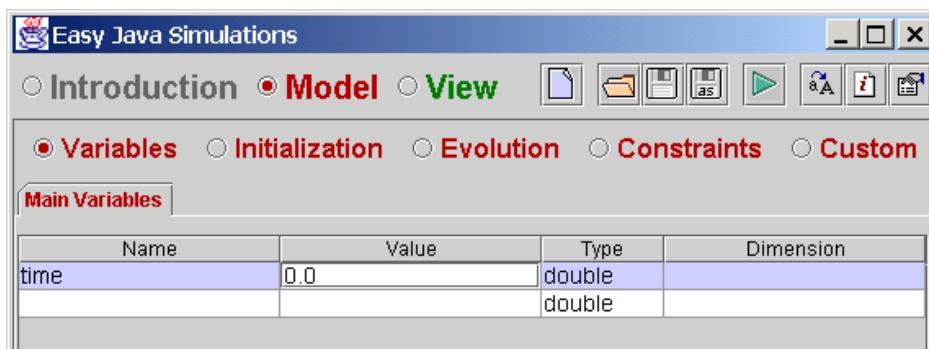 Easy Java Simulations
Introduction Model View as a A i
Variables Initialization Evolution Constraints Custom
Main Variables
Name Value Type Dimension
time 0.0 double
double